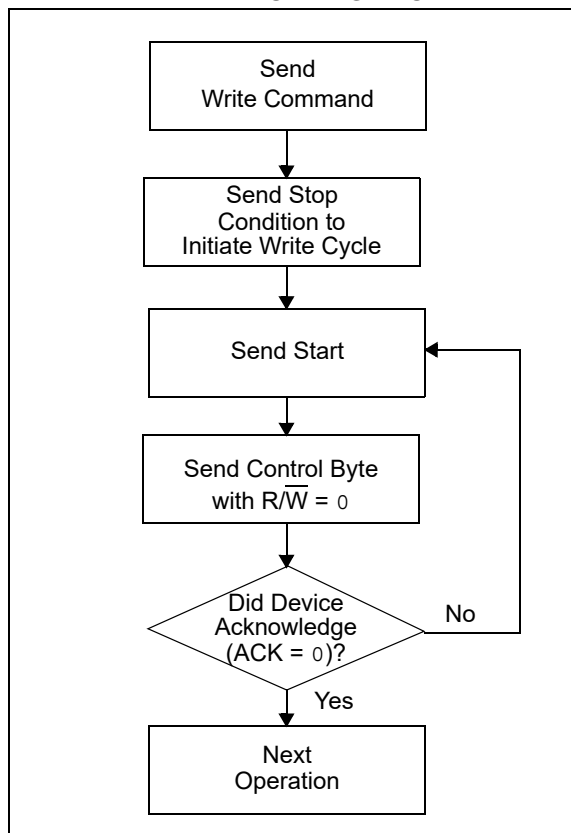 Send
Write Command
Send Stop
Condition to
Initiate Write Cycle
Send Start
Send Control Byte
with R/W̅ = 0
Did Device
Acknowledge
(ACK = 0)?
No
Yes
Next
Operation